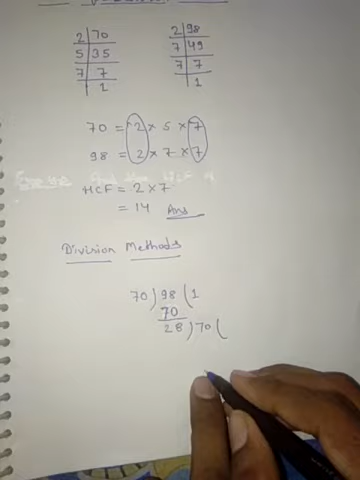 2 | 70    2 | 98
5 | 35    7 | 49
7 | 7    7 | 7
| 1    | 1
70 = 2 × 5 × 7
98 = 2 × 7 × 7
HCF = 2 × 7
= 14 Ans
Division Methods
70 ) 98 ( 1
70
28 ) 70 (